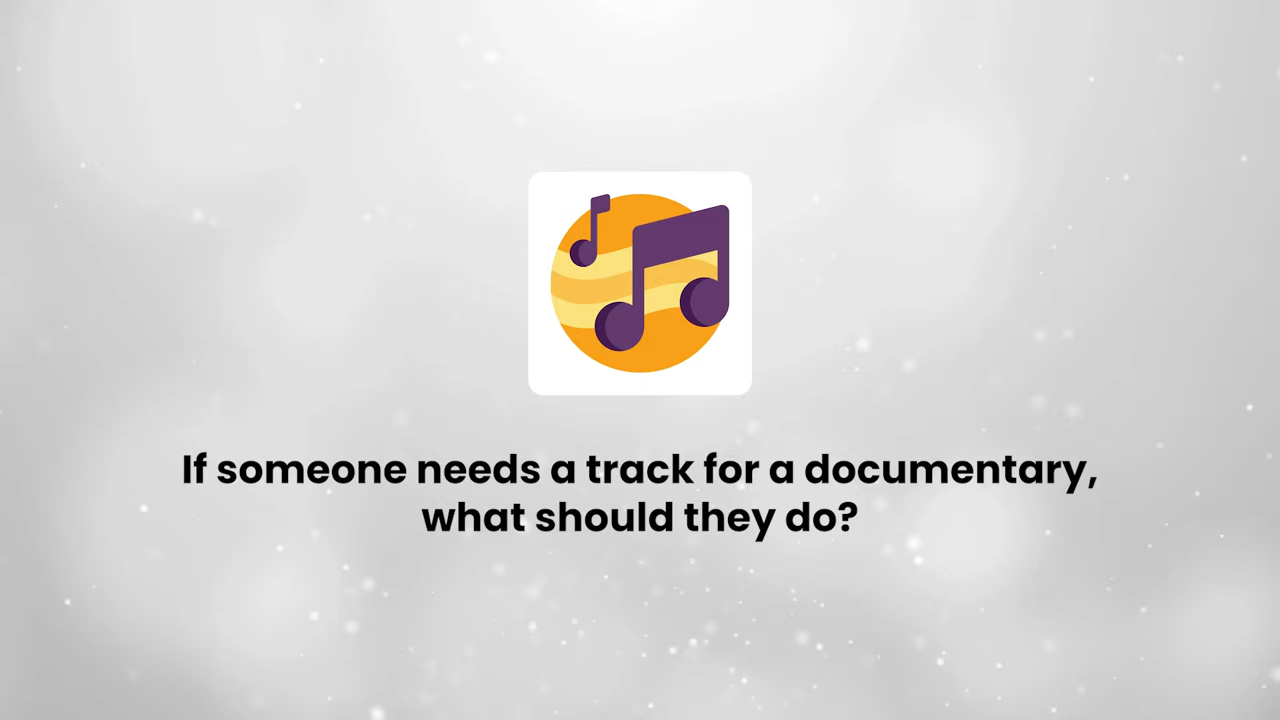 If someone needs a track for a documentary,
what should they do?